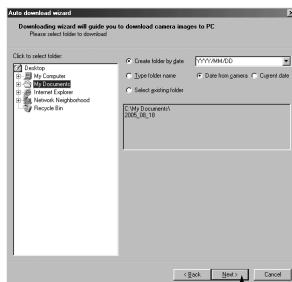 Auto download wizard
Downloading wizard will guide you to download camera images to PC
Please select folder to download
Click to select folder:
Desktop
My Computer
My Documents
Internet Explorer
Network Neighborhood
Recycle Bin
Create folder by date
YYYY/MM/DD
Type folder name
Date from camera
Current date
Select existing folder
C:\My Documents\
2005_08_18
< Back
Next >
Cancel